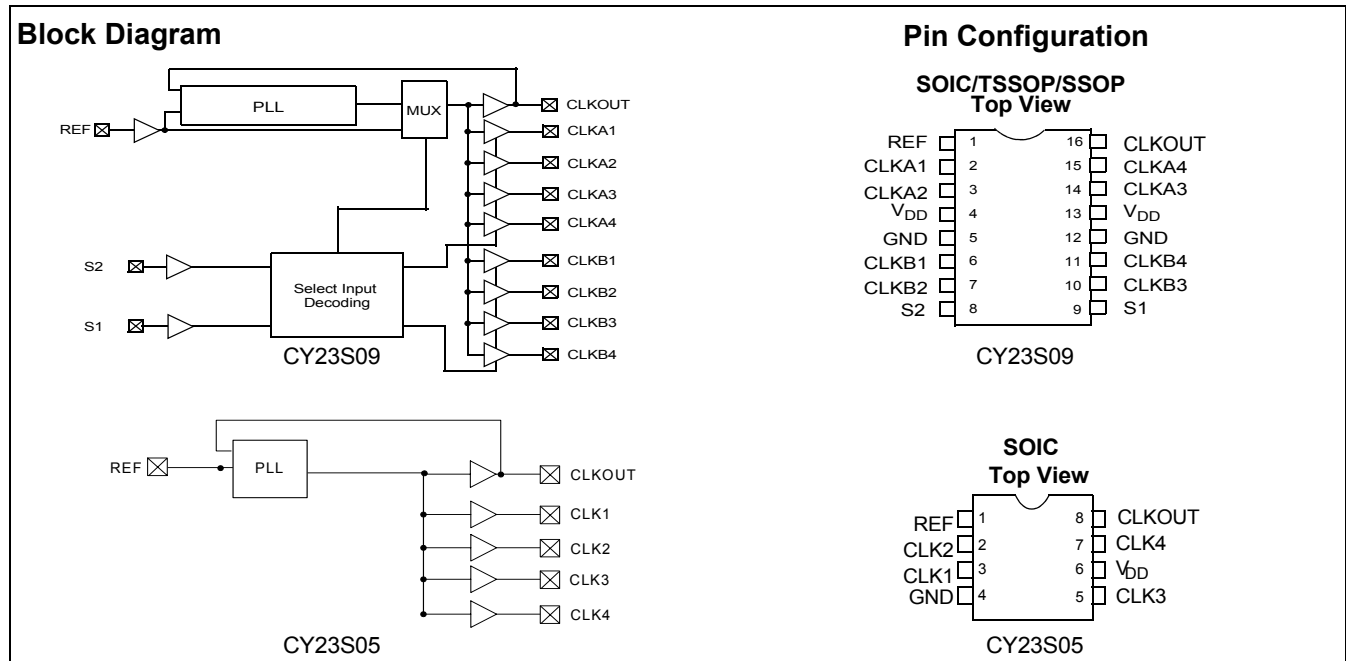 Block Diagram
PLL
MUX
REF
CLKOUT
CLKA1
CLKA2
CLKA3
CLKA4
S2
S1
Select Input
Decoding
CLKB1
CLKB2
CLKB3
CLKB4
CY23S09
REF
PLL
CLKOUT
CLK1
CLK2
CLK3
CLK4
CY23S05
Pin Configuration
SOIC/TSSOP/SSOP
Top View
REF 1 16 CLKOUT
CLKA1 2 15 CLKA4
CLKA2 3 14 CLKA3
VDD 4 13 VDD
GND 5 12 GND
CLKB1 6 11 CLKB4
CLKB2 7 10 CLKB3
S2 8 9 S1
CY23S09
SOIC
Top View
REF 1 8 CLKOUT
CLK2 2 7 CLK4
CLK1 3 6 VDD
GND 4 5 CLK3
CY23S05